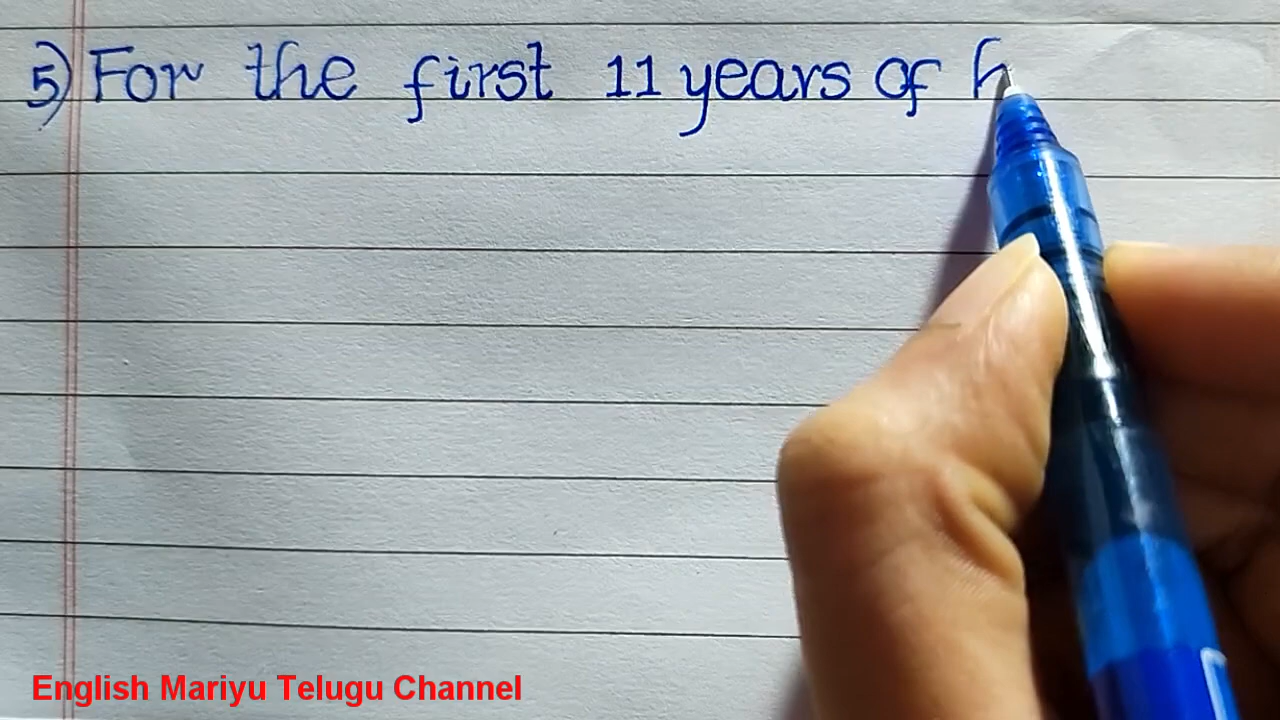 5) For the first 11 years of h
English Mariyu Telugu Channel